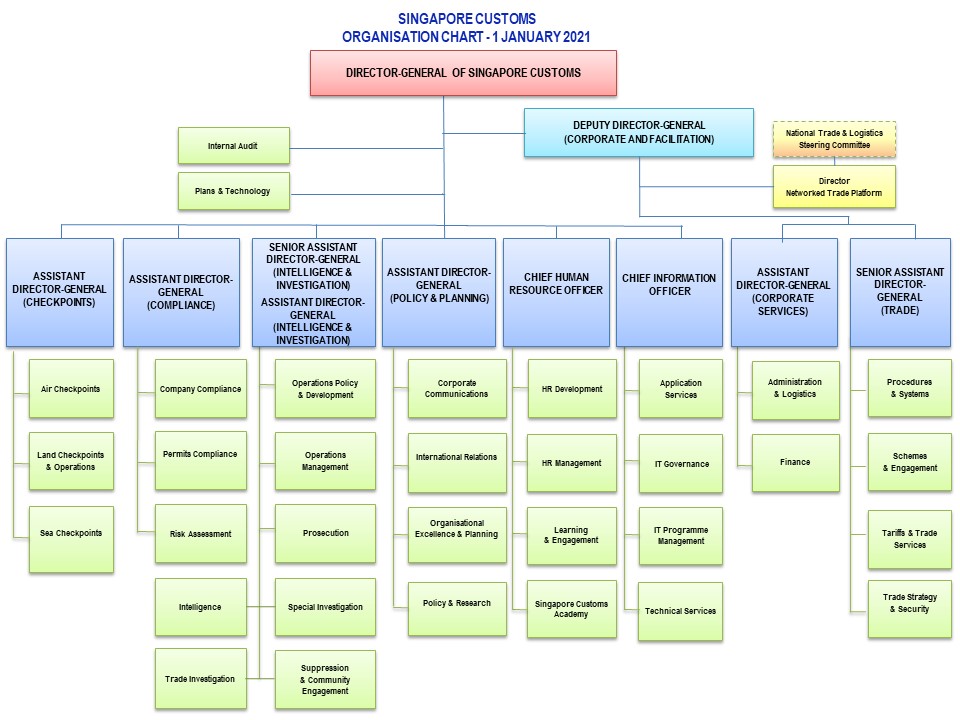 SINGAPORE CUSTOMS
ORGANISATION CHART - 1 JANUARY 2021
DIRECTOR-GENERAL OF SINGAPORE CUSTOMS
DEPUTY DIRECTOR-GENERAL
(CORPORATE AND FACILITATION)
National Trade & Logistics
Steering Committee
Internal Audit
Plans & Technology
Director
Networked Trade Platform
ASSISTANT
DIRECTOR-GENERAL
(CHECKPOINTS)
ASSISTANT DIRECTOR-
GENERAL
(COMPLIANCE)
SENIOR ASSISTANT
DIRECTOR-GENERAL
(INTELLIGENCE &
INVESTIGATION)
ASSISTANT DIRECTOR-
GENERAL
(INTELLIGENCE &
INVESTIGATION)
ASSISTANT DIRECTOR-
GENERAL
(POLICY & PLANNING)
CHIEF HUMAN
RESOURCE OFFICER
CHIEF INFORMATION
OFFICER
ASSISTANT
DIRECTOR-GENERAL
(CORPORATE
SERVICES)
SENIOR ASSISTANT
DIRECTOR-
GENERAL
(TRADE)
Air Checkpoints
Land Checkpoints
& Operations
Sea Checkpoints
Company Compliance
Permits Compliance
Risk Assessment
Intelligence
Trade Investigation
Operations Policy
& Development
Operations
Management
Prosecution
Special Investigation
Suppression
& Community
Engagement
Corporate
Communications
International Relations
Organisational
Excellence & Planning
Policy & Research
HR Development
HR Management
Learning
& Engagement
Singapore Customs
Academy
Application
Services
IT Governance
IT Programme
Management
Technical Services
Administration
& Logistics
Finance
Procedures
& Systems
Schemes
& Engagement
Tariffs & Trade
Services
Trade Strategy
& Security